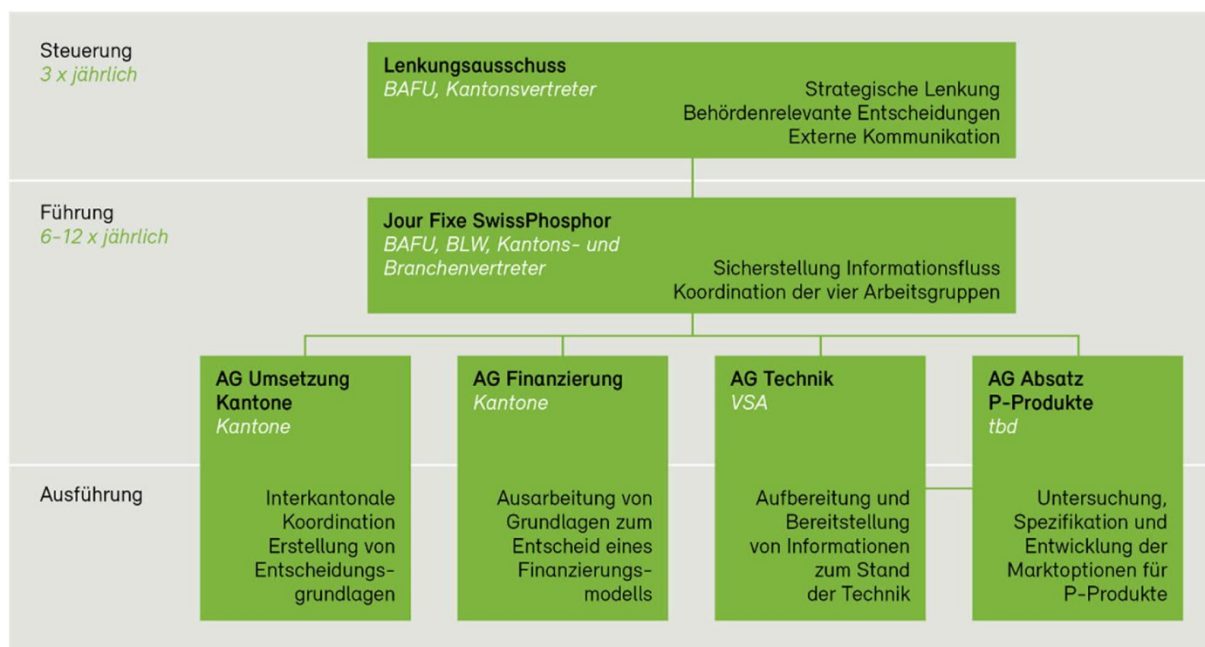 Steuerung
3 x jährlich
Lenkungsausschuss
BAFU, Kantonsvertreter
Strategische Lenkung
Behördenrelevante Entscheidungen
Externe Kommunikation
Führung
6–12 x jährlich
Jour Fixe SwissPhosphor
BAFU, BLW, Kantons- und
Branchenvertreter
Sicherstellung Informationsfluss
Koordination der vier Arbeitsgruppen
AG Umsetzung
Kantone
Kantone
AG Finanzierung
Kantone
AG Technik
VSA
AG Absatz
P-Produkte
tbd
Ausführung
Interkantonale
Koordination
Erstellung von
Entscheidungs-
grundlagen
Ausarbeitung von
Grundlagen zum
Entscheid eines
Finanzierungs-
modells
Aufbereitung und
Bereitstellung
von Informationen
zum Stand
der Technik
Untersuchung,
Spezifikation und
Entwicklung der
Marktoptionen für
P-Produkte